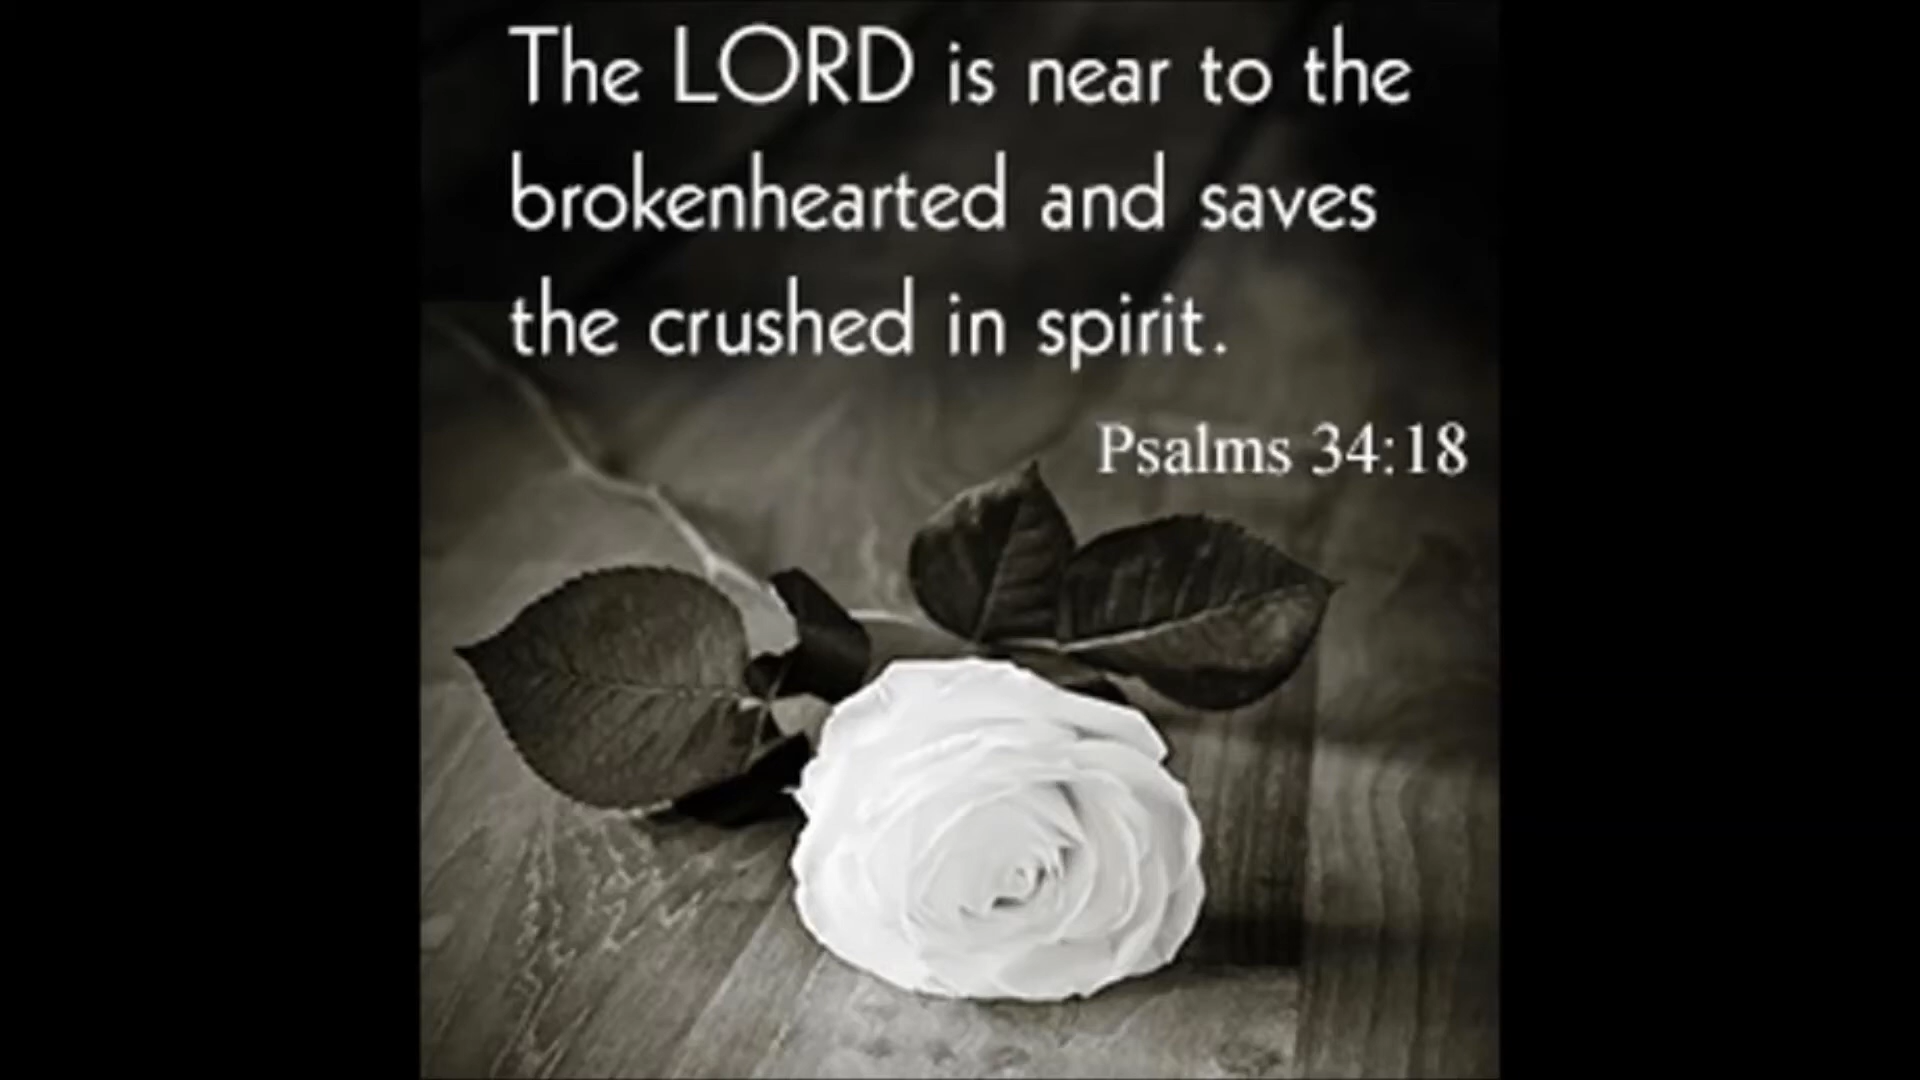 The LORD is near to the
brokenhearted and saves
the crushed in spirit.
Psalms 34:18